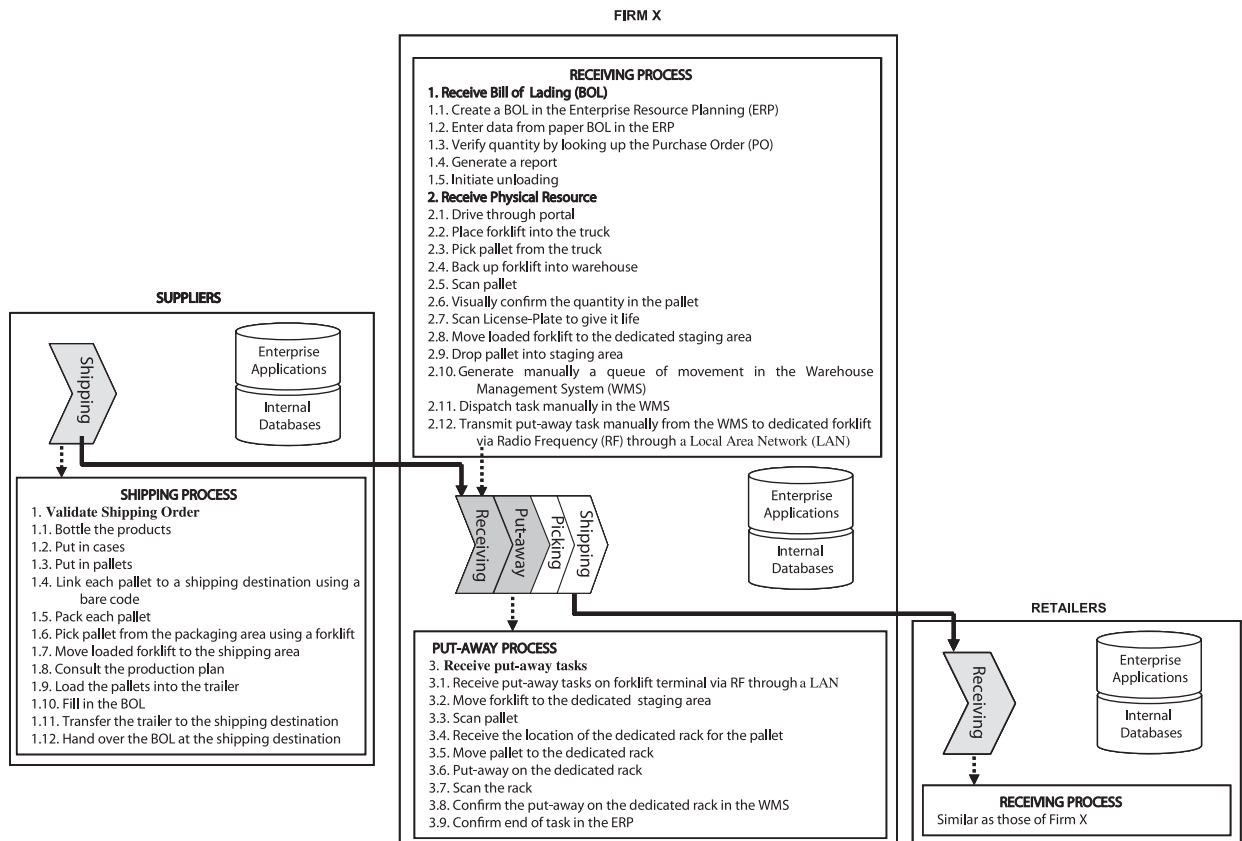 FIRM X
RECEIVING PROCESS
1. Receive Bill of Lading (BOL)
1.1. Create a BOL in the Enterprise Resource Planning (ERP)
1.2. Enter data from paper BOL in the ERP
1.3. Verify quantity by looking up the Purchase Order (PO)
1.4. Generate a report
1.5. Initiate unloading
2. Receive Physical Resource
2.1. Drive through portal
2.2. Place forklift into the truck
2.3. Pick pallet from the truck
2.4. Back up forklift into warehouse
2.5. Scan pallet
2.6. Visually confirm the quantity in the pallet
2.7. Scan License-Plate to give it life
2.8. Move loaded forklift to the dedicated staging area
2.9. Drop pallet into staging area
2.10. Generate manually a queue of movement in the Warehouse
Management System (WMS)
2.11. Dispatch task manually in the WMS
2.12. Transmit put-away task manually from the WMS to dedicated forklift
via Radio Frequency (RF) through a Local Area Network (LAN)
SUPPLIERS
Shipping
Enterprise
Applications
Internal
Databases
SHIPPING PROCESS
1. Validate Shipping Order
1.1. Bottle the products
1.2. Put in cases
1.3. Put in pallets
1.4. Link each pallet to a shipping destination using a
bare code
1.5. Pack each pallet
1.6. Pick pallet from the packaging area using a forklift
1.7. Move loaded forklift to the shipping area
1.8. Consult the production plan
1.9. Load the pallets into the trailer
1.10. Fill in the BOL
1.11. Transfer the trailer to the shipping destination
1.12. Hand over the BOL at the shipping destination
Receiving
Put-away
Picking
Shipping
Enterprise
Applications
Internal
Databases
PUT-AWAY PROCESS
3. Receive put-away tasks
3.1. Receive put-away tasks on forklift terminal via RF through a LAN
3.2. Move forklift to the dedicated staging area
3.3. Scan pallet
3.4. Receive the location of the dedicated rack for the pallet
3.5. Move pallet to the dedicated rack
3.6. Put-away on the dedicated rack
3.7. Scan the rack
3.8. Confirm the put-away on the dedicated rack in the WMS
3.9. Confirm end of task in the ERP
RETAILERS
Receiving
Enterprise
Applications
Internal
Databases
RECEIVING PROCESS
Similar as those of Firm X